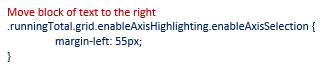 Move block of text to the right
.runningTotal.grid.enableAxisHighlighting.enableAxisSelection {
margin-left: 55px;
}